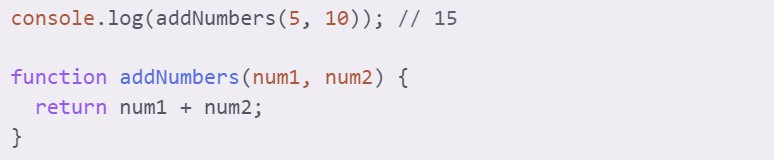 console.log(addNumbers(5, 10)); // 15
function addNumbers(num1, num2) {
return num1 + num2;
}